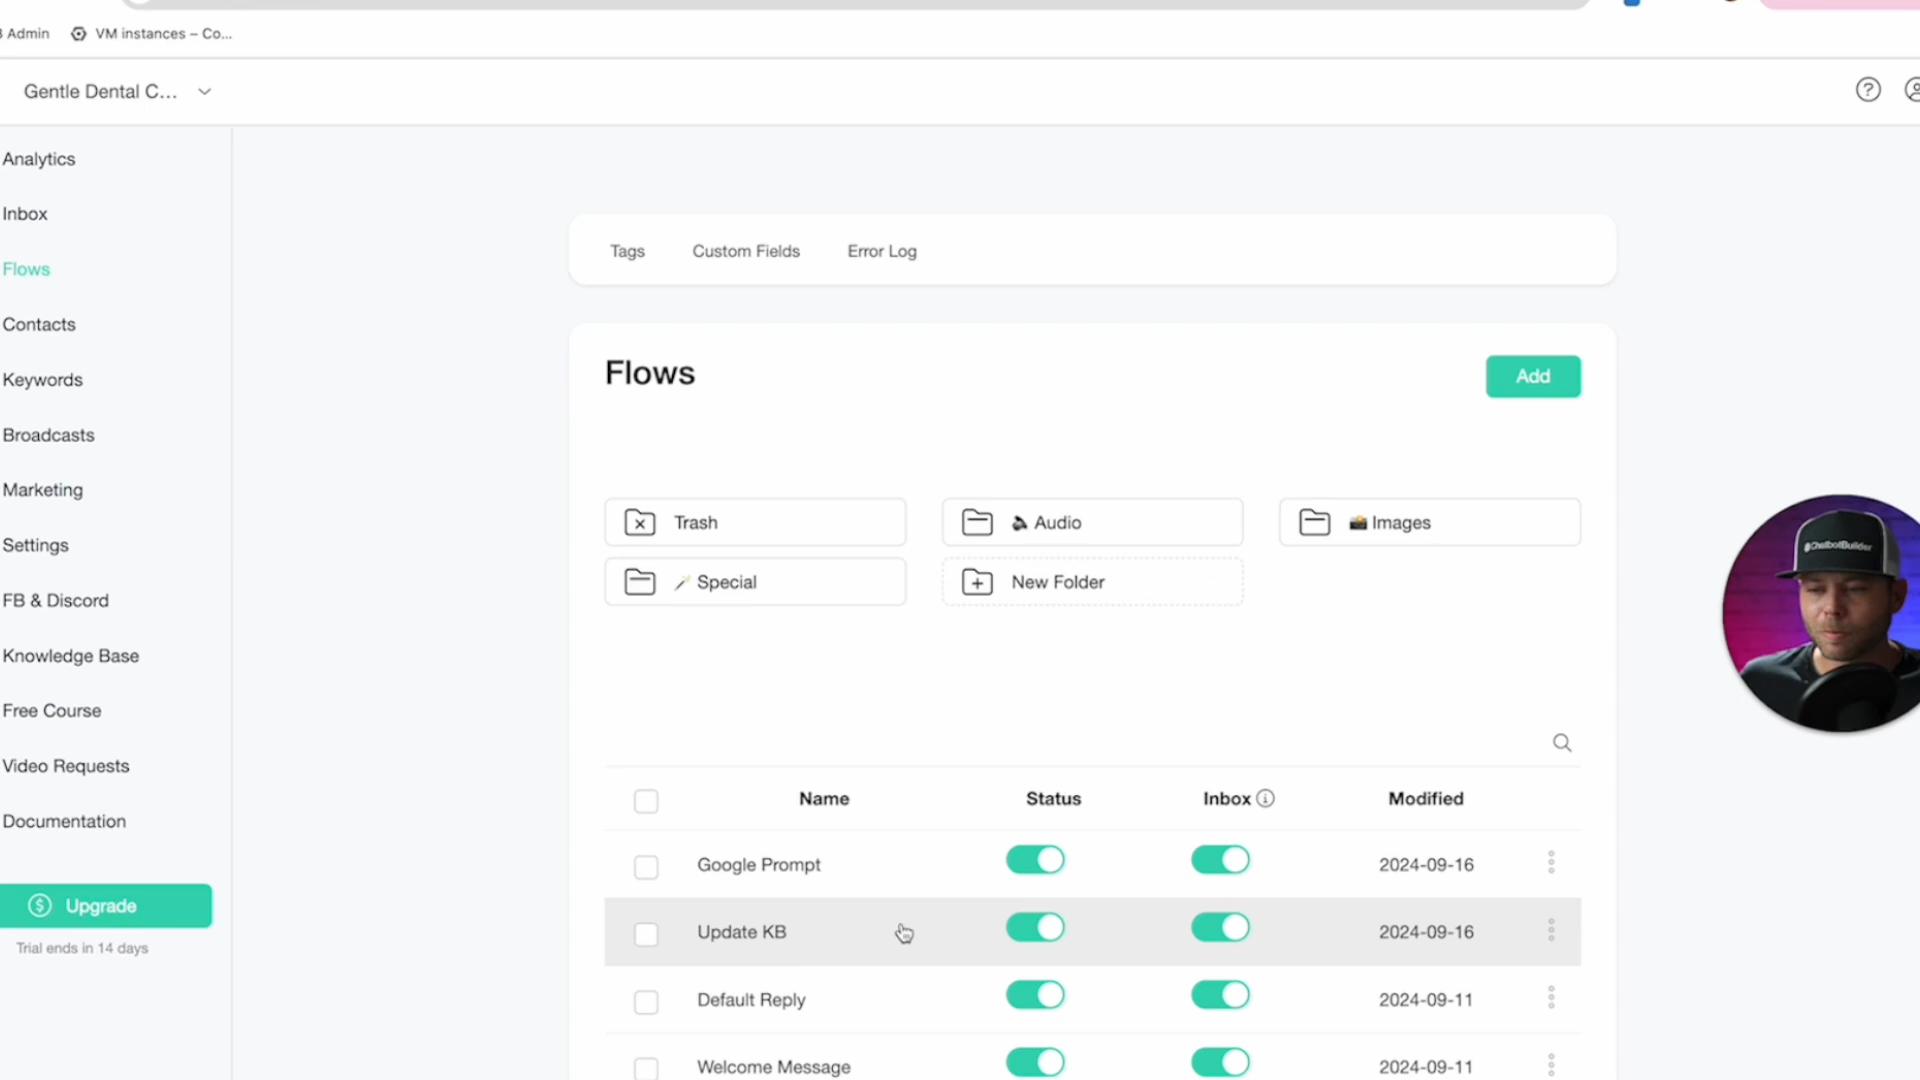 Admin
VM instances – Co...
Gentle Dental C...
Analytics
Inbox
Flows
Contacts
Keywords
Broadcasts
Marketing
Settings
FB & Discord
Knowledge Base
Free Course
Video Requests
Documentation
Upgrade
Trial ends in 14 days
Tags Custom Fields Error Log
Flows
Add
Trash Audio Images
Special New Folder
Name Status Inbox Modified
Google Prompt 2024-09-16
Update KB 2024-09-16
Default Reply 2024-09-11
Welcome Message 2024-09-11
@ChatbotBuilder